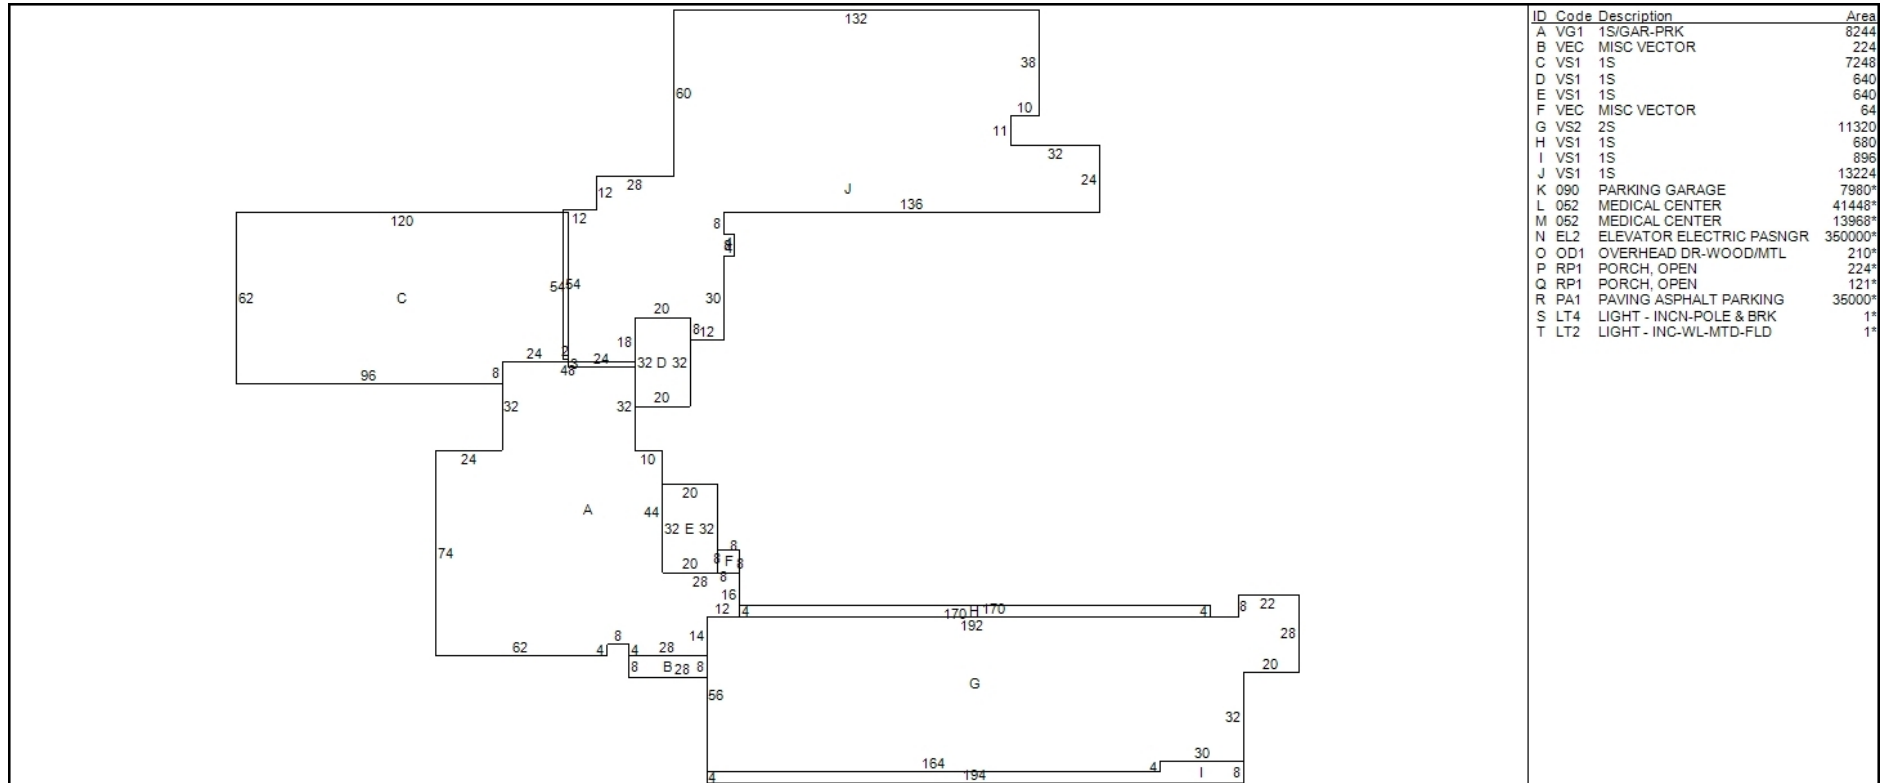 132
38
60
10
11
32
28
12
24
J
120
12
136
8
8
4
4
62
C
54
54
30
20
8
12
18
2
24
3
24
48
32 D 32
96
8
32
32
20
24
10
20
A
44
32 E 32
74
8
8
F
8
20
8
28
16
12
4
H
170
170
4
8
22
192
28
14
8
62
4
4
28
8
B
28
8
20
G
56
32
30
164
4
4
194
I
8
ID Code Description Area
A VG1 1S/GAR-PRK 8244
B VEC MISC VECTOR 224
C VS1 1S 7248
D VS1 1S 640
E VS1 1S 640
F VEC MISC VECTOR 64
G VS2 2S 11320
H VS1 1S 680
I VS1 1S 896
J VS1 1S 13224
K 090 PARKING GARAGE 7980*
L 052 MEDICAL CENTER 41448*
M 052 MEDICAL CENTER 13968*
N EL2 ELEVATOR ELECTRIC PASNGR 350000*
O OD1 OVERHEAD DR-WOOD/MTL 210*
P RP1 PORCH, OPEN 224*
Q RP1 PORCH, OPEN 121*
R PA1 PAVING ASPHALT PARKING 35000*
S LT4 LIGHT - INCN-POLE & BRK 1*
T LT2 LIGHT - INC-WL-MTD-FLD 1*